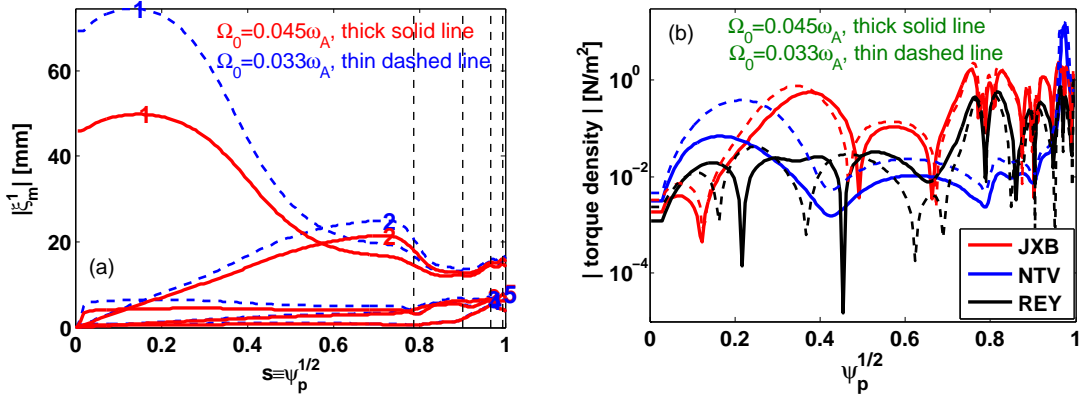 Ω0=0.045ωA, thick solid line
Ω0=0.033ωA, thin dashed line
|ξ1m| [mm]
60
40
20
0
1
1
2
2
5
(a)
0
0.2
0.4
0.6
0.8
1
s≡ψp1/2
(b)
Ω0=0.045ωA, thick solid line
Ω0=0.033ωA, thin dashed line
| torque density | [N/m2]
100
10−2
10−4
JXB
NTV
REY
0
0.2
0.4
0.6
0.8
1
ψp1/2